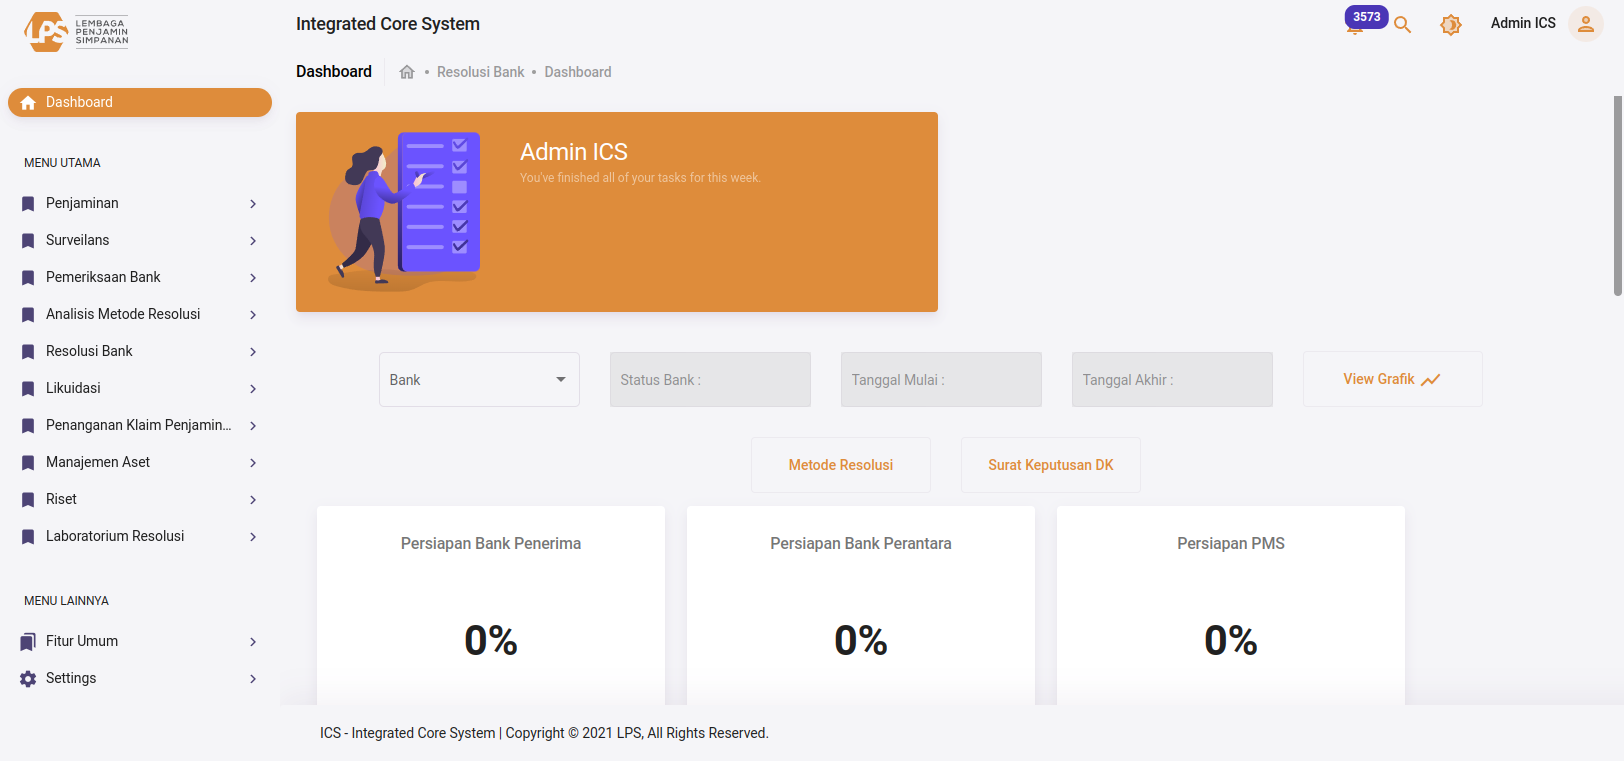 LPS
LEMBAGA
PENJAMIN
SIMPANAN
Integrated Core System
3573
Admin ICS
Dashboard
• Resolusi Bank • Dashboard
Dashboard
MENU UTAMA
Penjaminan
Surveilans
Pemeriksaan Bank
Analisis Metode Resolusi
Resolusi Bank
Likuidasi
Penanganan Klaim Penjamin...
Manajemen Aset
Riset
Laboratorium Resolusi
MENU LAINNYA
Fitur Umum
Settings
Admin ICS
You've finished all of your tasks for this week.
Bank
Status Bank :
Tanggal Mulai :
Tanggal Akhir :
View Grafik
Metode Resolusi
Surat Keputusan DK
Persiapan Bank Penerima
0%
Persiapan Bank Perantara
0%
Persiapan PMS
0%
ICS - Integrated Core System | Copyright © 2021 LPS, All Rights Reserved.